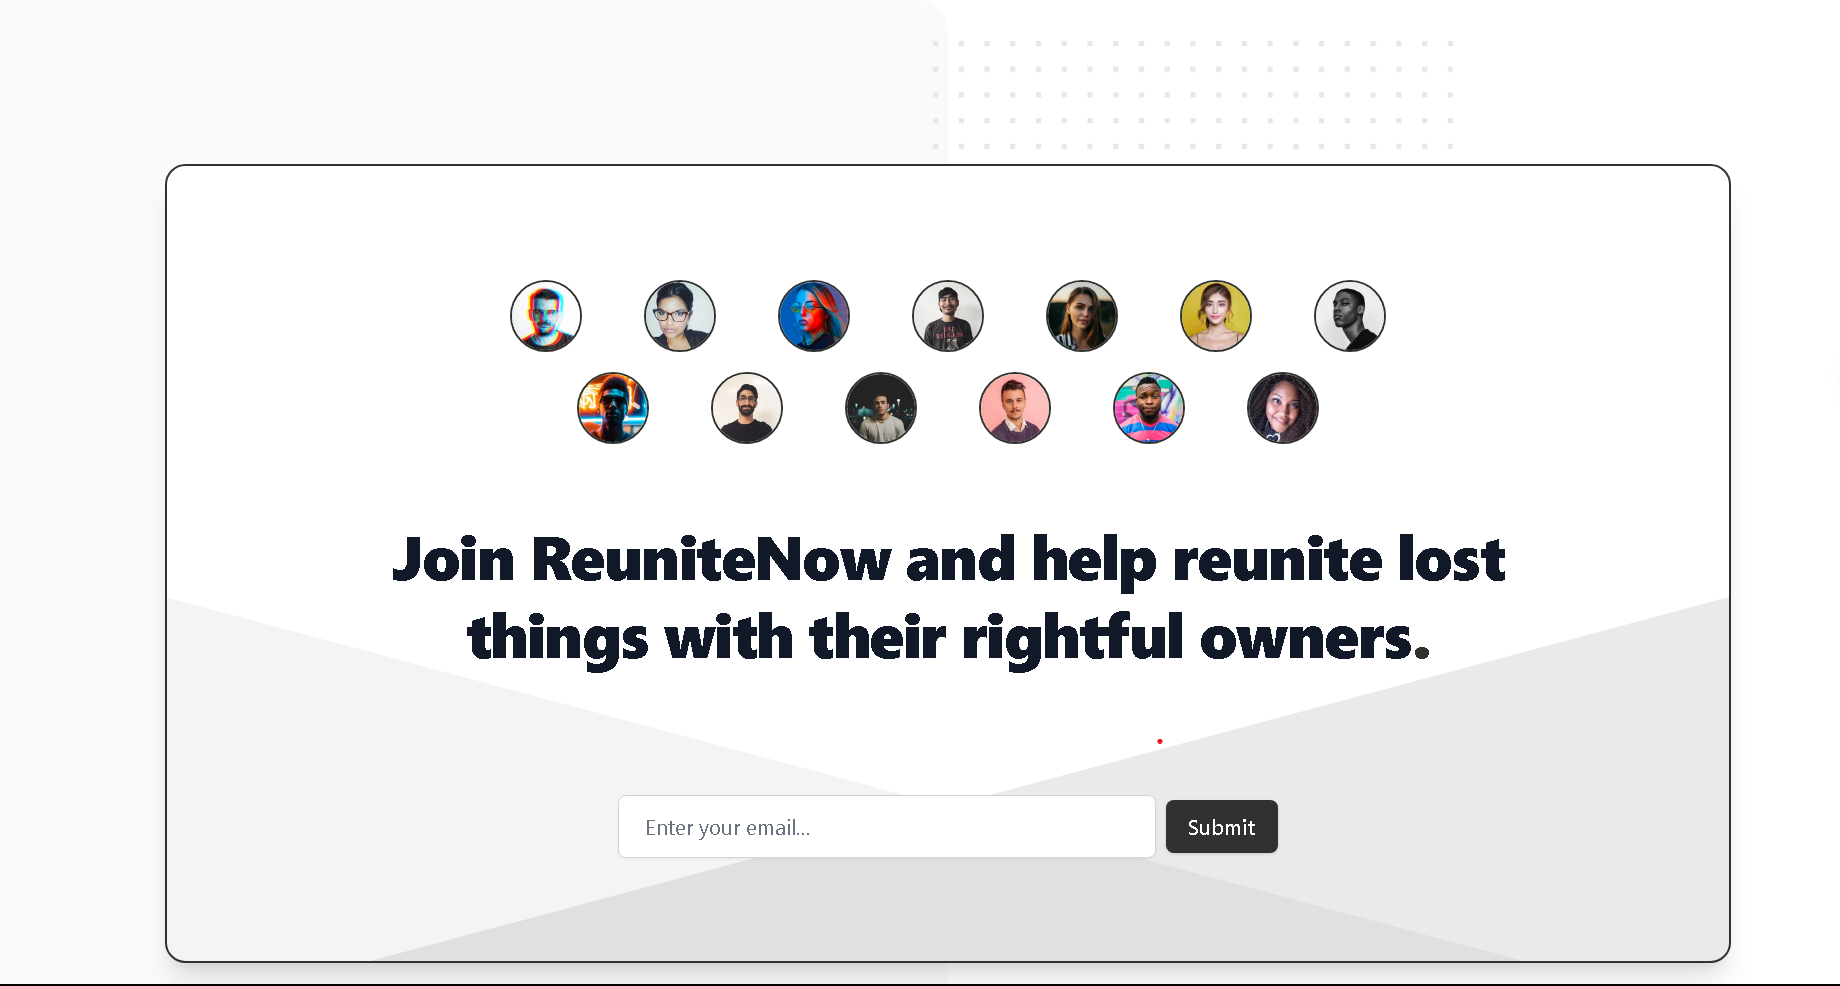 Join ReuniteNow and help reunite lost
things with their rightful owners.
Enter your email...
Submit